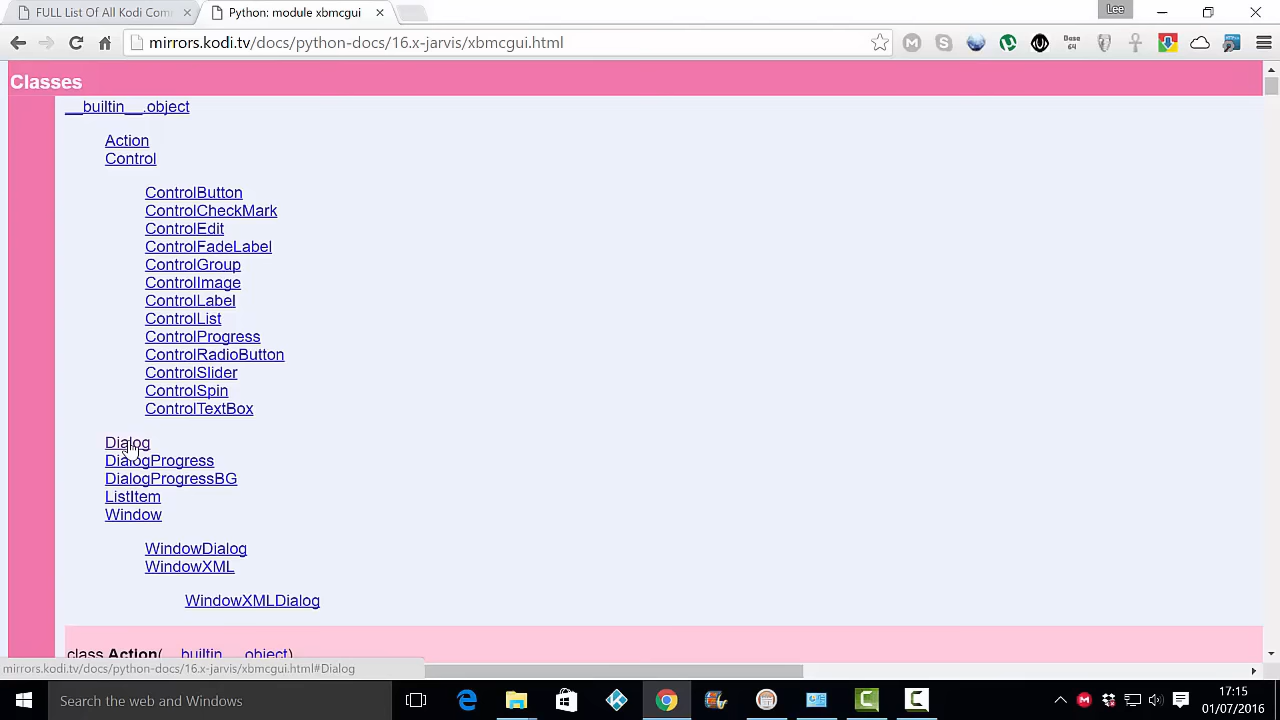 FULL List Of All Kodi Com
Python: module xbmcgui
Lee
mirrors.kodi.tv/docs/python-docs/16.x-jarvis/xbmcgui.html
Base
64
Classes
__builtin__.object
Action
Control
ControlButton
ControlCheckMark
ControlEdit
ControlFadeLabel
ControlGroup
ControlImage
ControlLabel
ControlList
ControlProgress
ControlRadioButton
ControlSlider
ControlSpin
ControlTextBox
Dialog
DialogProgress
DialogProgressBG
ListItem
Window
WindowDialog
WindowXML
WindowXMLDialog
class Action(__builtin__.object)
mirrors.kodi.tv/docs/python-docs/16.x-jarvis/xbmcgui.html#Dialog
Search the web and Windows
17:15
01/07/2016